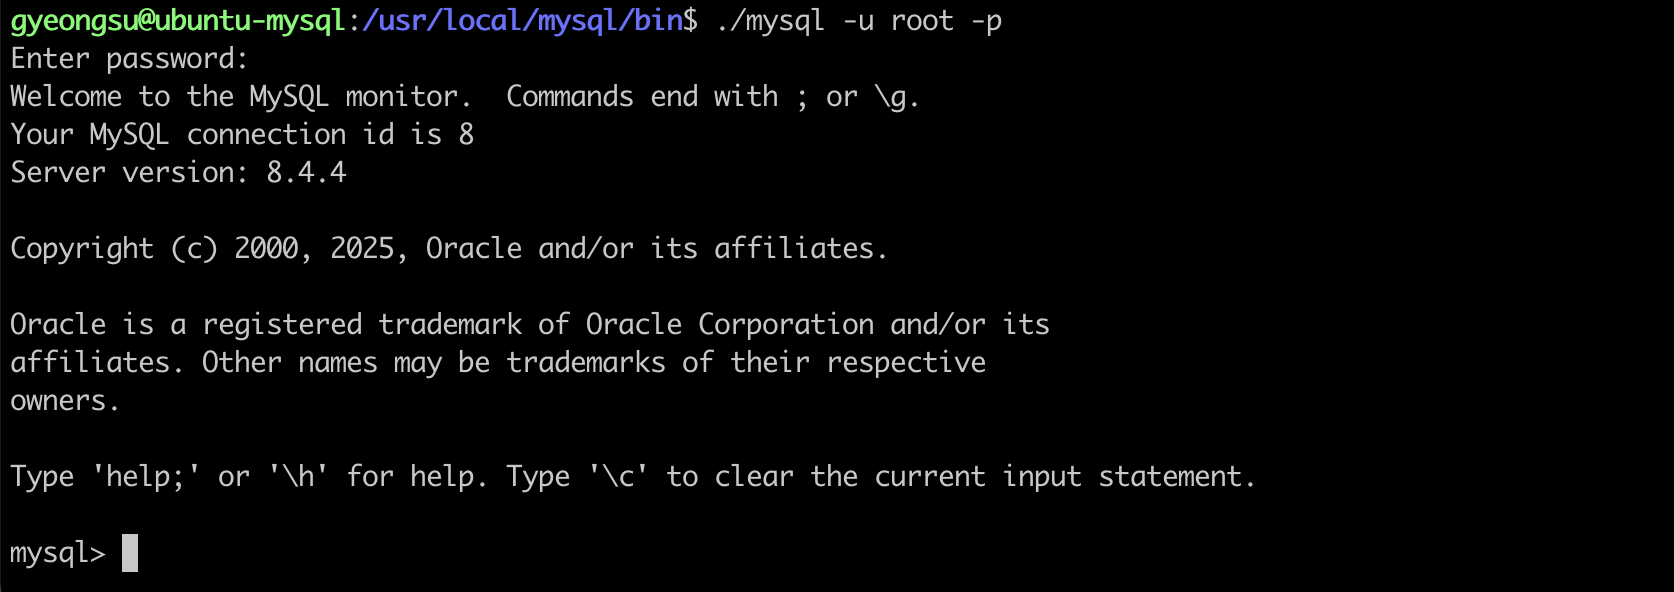 gyeongsu@ubuntu-mysql:/usr/local/mysql/bin$ ./mysql -u root -p
Enter password:
Welcome to the MySQL monitor.  Commands end with ; or \g.
Your MySQL connection id is 8
Server version: 8.4.4
Copyright (c) 2000, 2025, Oracle and/or its affiliates.
Oracle is a registered trademark of Oracle Corporation and/or its
affiliates. Other names may be trademarks of their respective
owners.
Type 'help;' or '\h' for help. Type '\c' to clear the current input statement.
mysql>